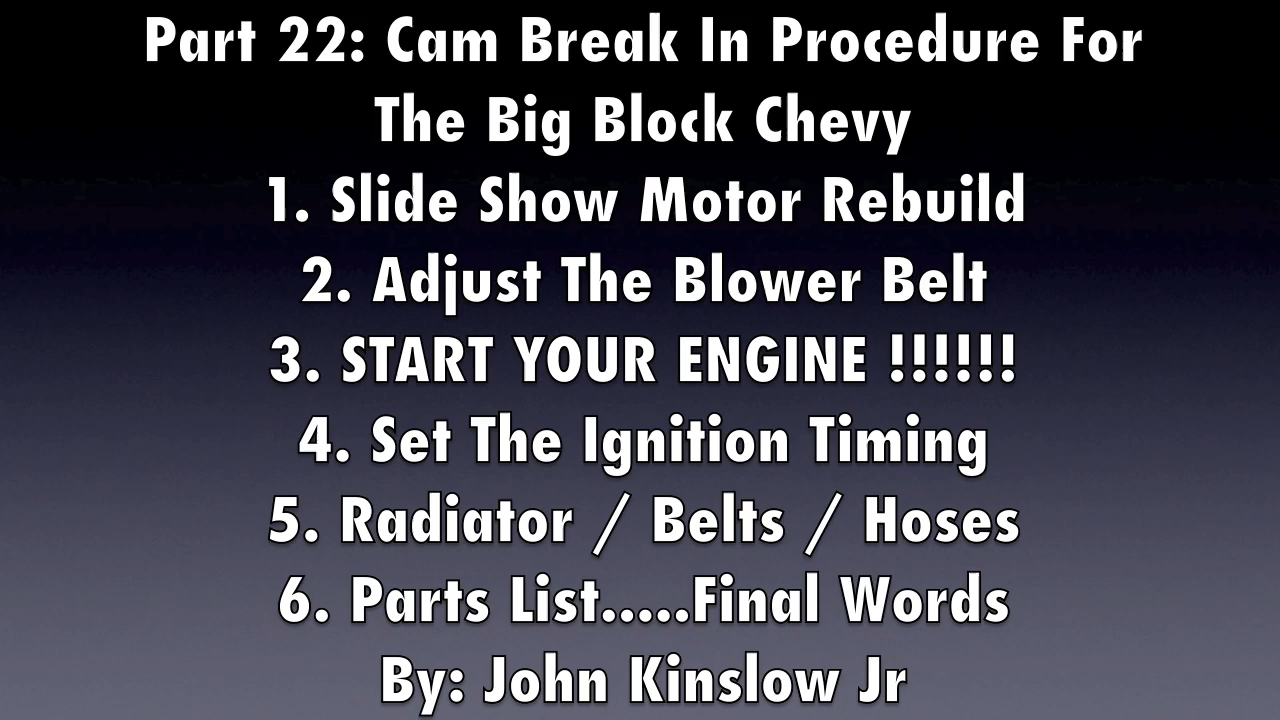 Part 22: Cam Break In Procedure For
The Big Block Chevy
1. Slide Show Motor Rebuild
2. Adjust The Blower Belt
3. START YOUR ENGINE !!!!!!
4. Set The Ignition Timing
5. Radiator / Belts / Hoses
6. Parts List.....Final Words
By: John Kinslow Jr